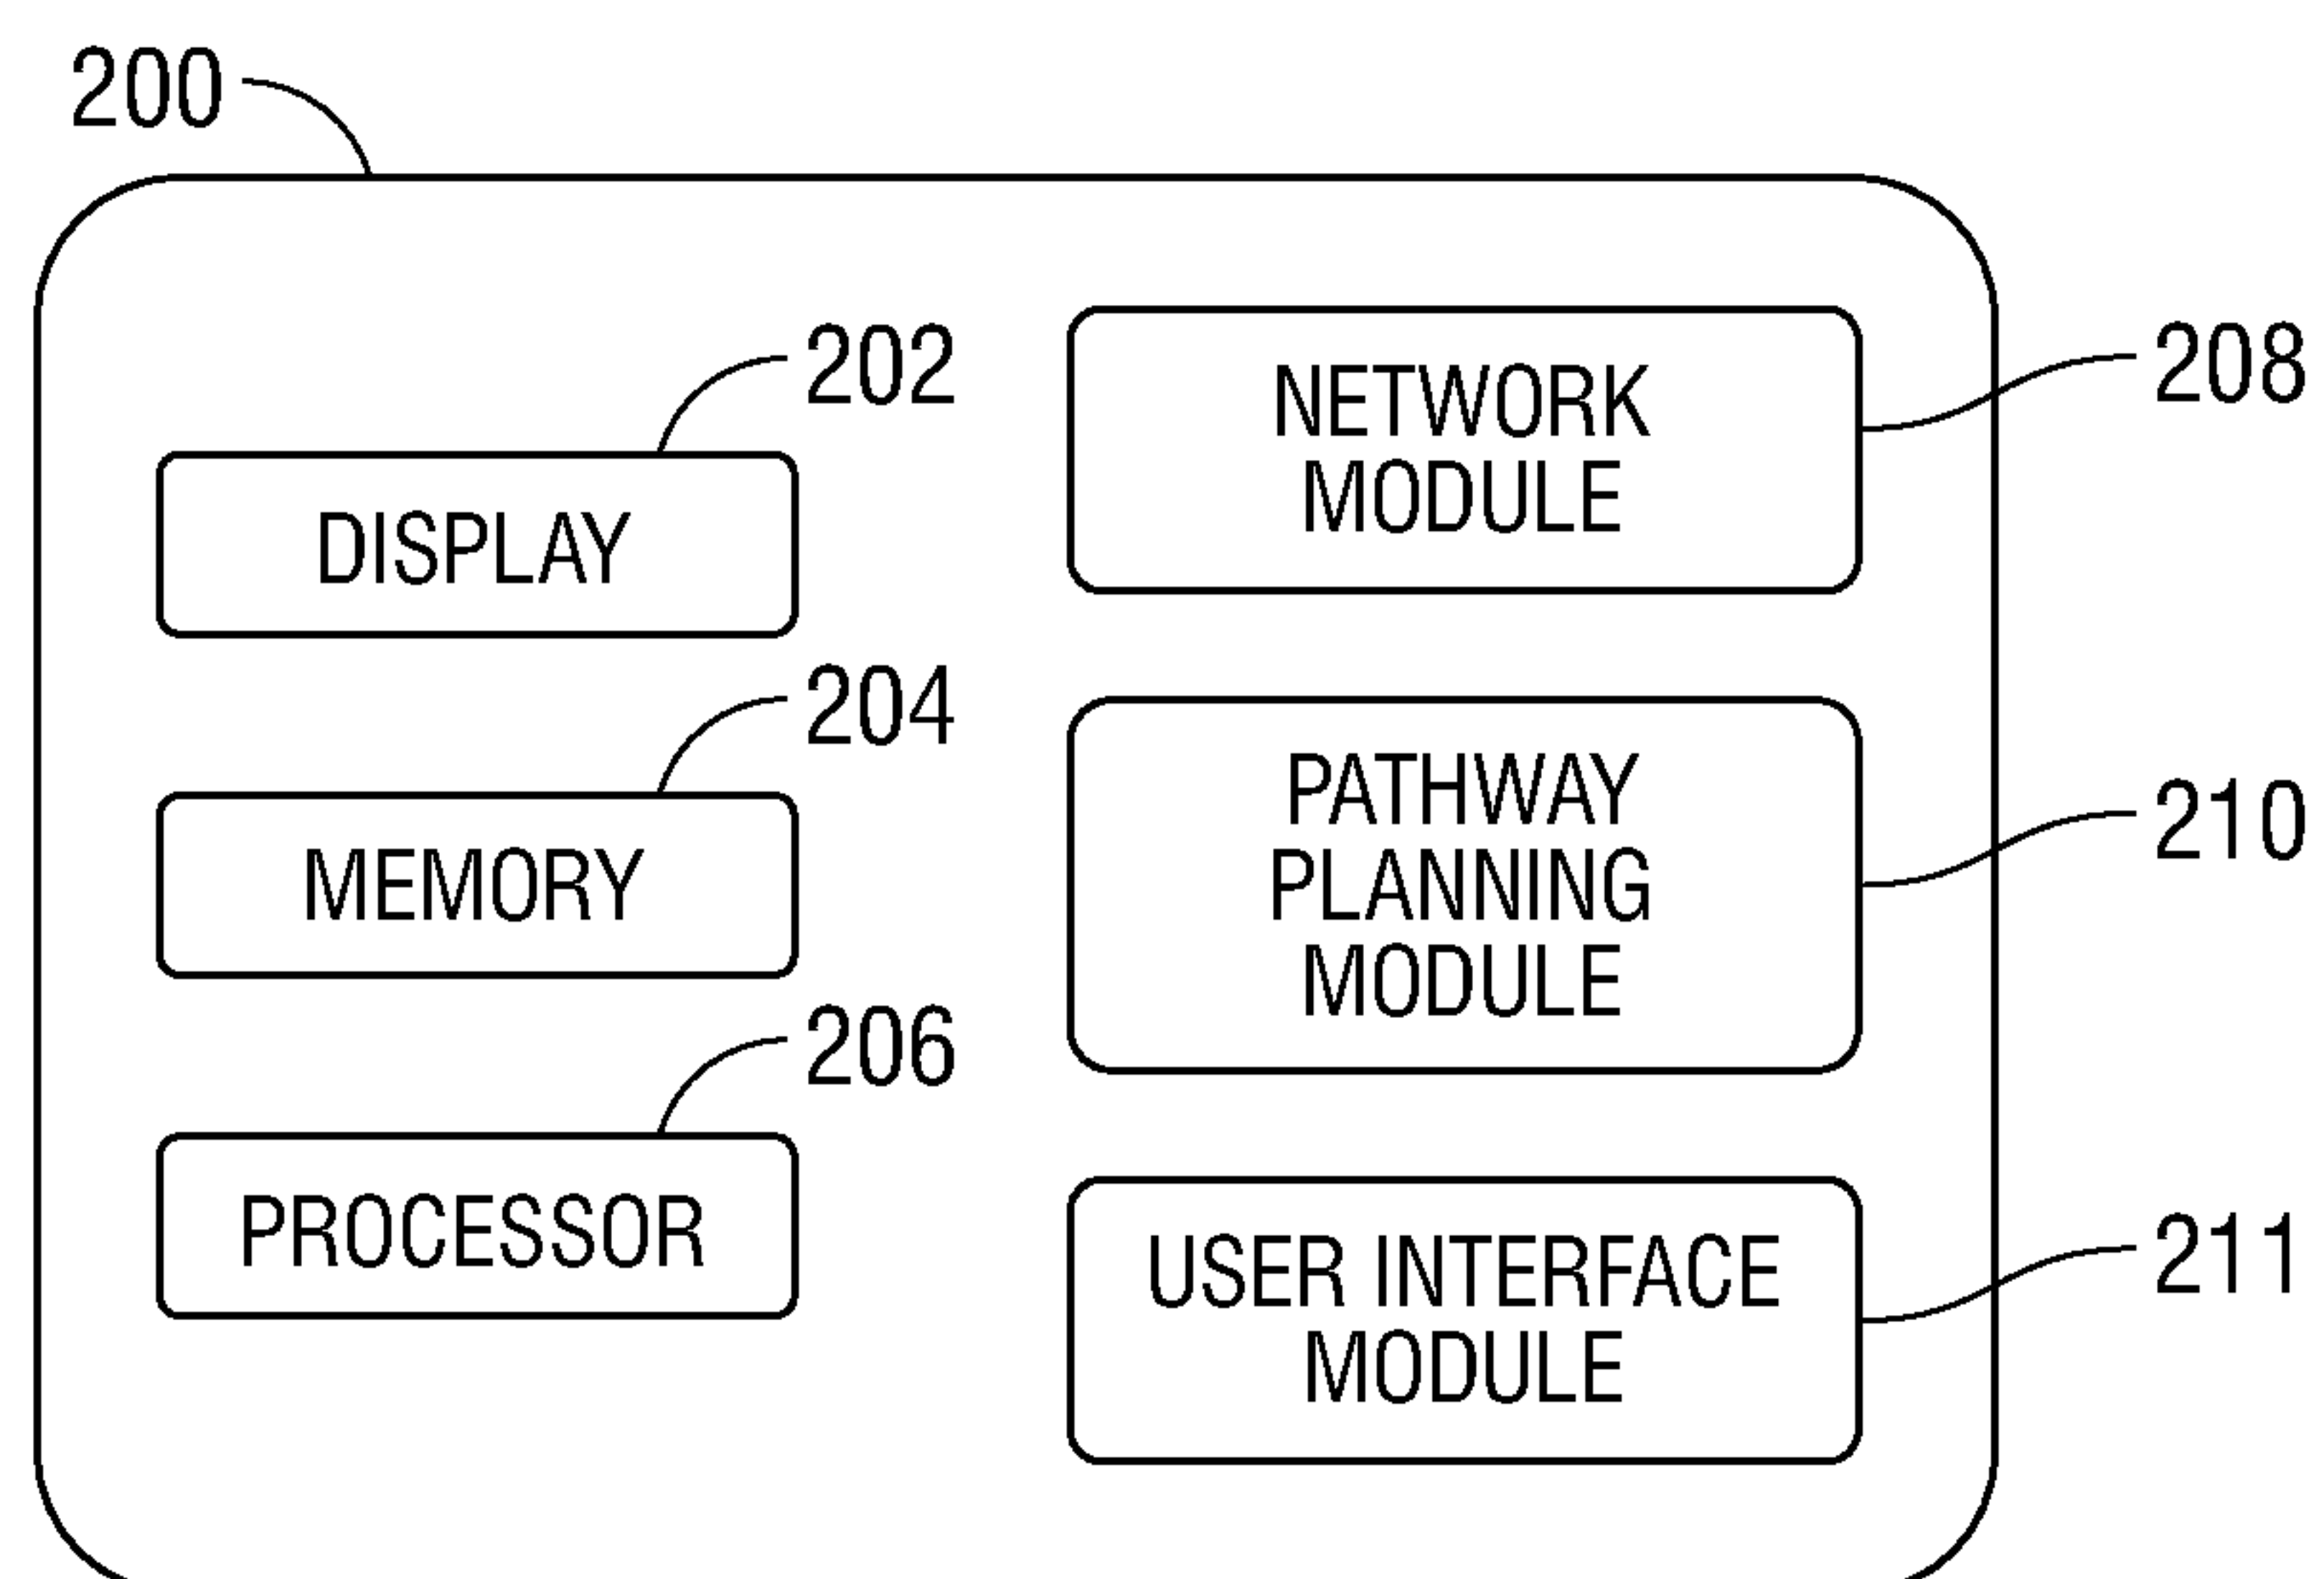 200
202
DISPLAY
204
MEMORY
206
PROCESSOR
NETWORK
MODULE
208
PATHWAY
PLANNING
MODULE
210
USER INTERFACE
MODULE
211